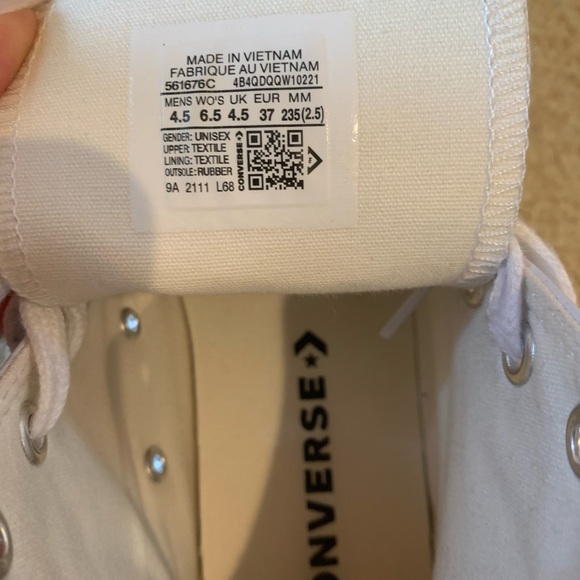 MADE IN VIETNAM
FABRIQUE AU VIETNAM
561676C 4B4QDQQW10221
MENS WO'S UK EUR MM
4.5 6.5 4.5 37 235(2.5)
GENDER: UNISEX
UPPER: TEXTILE
LINING: TEXTILE
OUTSOLE: RUBBER
9A 2111 L68
CONVERSE
CONVERSE